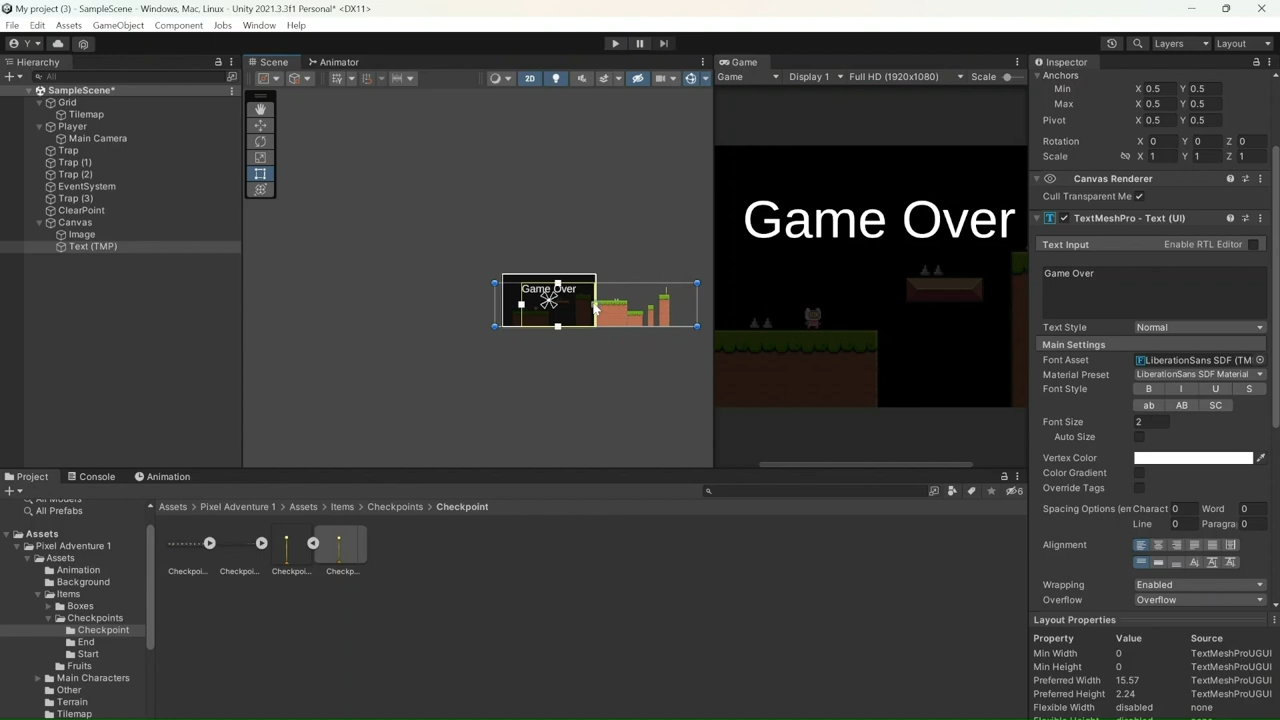 My project (3) - SampleScene - Windows, Mac, Linux - Unity 2021.3.3f1 Personal* <DX11>
File Edit Assets GameObject Component Jobs Window Help
Y Layers Layout
Hierarchy Scene Animator Game Inspector
All 2D Game Display 1 Full HD (1920x1080) Scale
Anchors
Min X 0.5 Y 0.5
Max X 0.5 Y 0.5
Pivot X 0.5 Y 0.5
Rotation X 0 Y 0 Z 0
Scale X 1 Y 1 Z 1
Canvas Renderer
Cull Transparent Me
TextMeshPro - Text (UI)
Text Input Enable RTL Editor
Game Over
Text Style Normal
Main Settings
Font Asset LiberationSans SDF (TM
Material Preset LiberationSans SDF Material
Font Style B I U S
ab AB SC
Font Size 2
Auto Size
Vertex Color
Color Gradient
Override Tags
Spacing Options (em Charact 0 Word 0
Line 0 Paragra 0
Alignment
Wrapping Enabled
Overflow Overflow
Layout Properties
Property Value Source
Min Width 0 TextMeshProUGUI
Min Height 0 TextMeshProUGUI
Preferred Width 15.57 TextMeshProUGUI
Preferred Height 2.24 TextMeshProUGUI
Flexible Width disabled none
SampleScene*
Grid
Tilemap
Player
Main Camera
Trap
Trap (1)
Trap (2)
EventSystem
Trap (3)
ClearPoint
Canvas
Image
Text (TMP)
Game Over
Game Over
Project Console Animation
6
All Models
All Prefabs
Assets
Pixel Adventure 1
Assets
Animation
Background
Items
Boxes
Checkpoints
Checkpoint
End
Start
Fruits
Main Characters
Other
Terrain
Tilemap
Assets > Pixel Adventure 1 > Assets > Items > Checkpoints > Checkpoint
Checkpoi... Checkpoi... Checkpoi... Checkp...